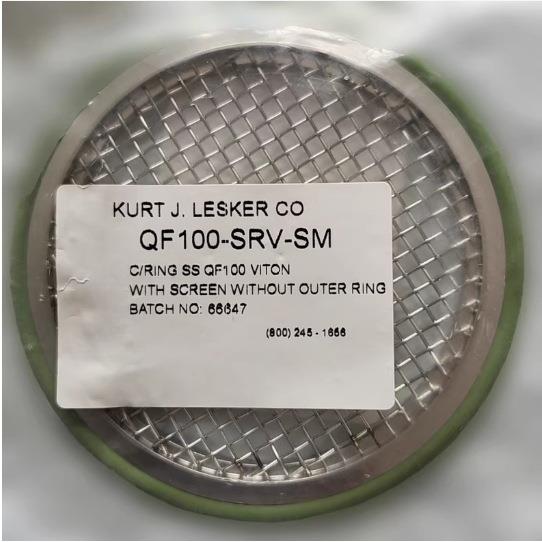 KURT J. LESKER CO
QF100-SRV-SM
C/RING SS QF100 VITON
WITH SCREEN WITHOUT OUTER RING
BATCH NO: 66647
(800) 245 - 1656